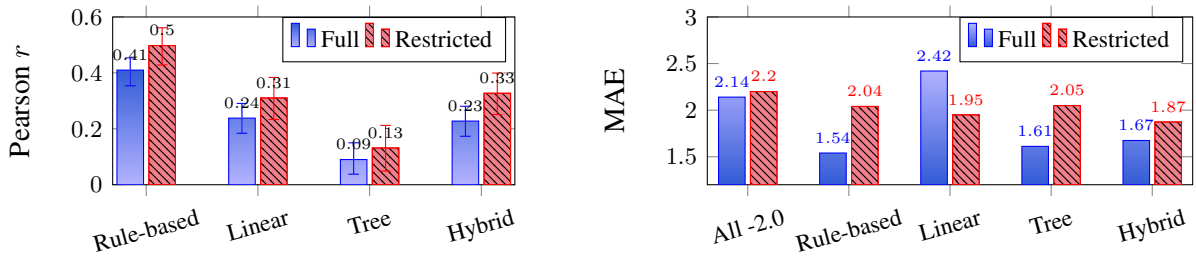 Pearson r
0.6
0.4
0.2
0
Full Restricted
0.41
0.5
0.24
0.31
0.09
0.13
0.23
0.33
Rule-based
Linear
Tree
Hybrid
MAE
3
2.5
2
1.5
Full Restricted
2.14
2.2
1.54
2.04
2.42
1.95
1.61
2.05
1.67
1.87
All -2.0
Rule-based
Linear
Tree
Hybrid